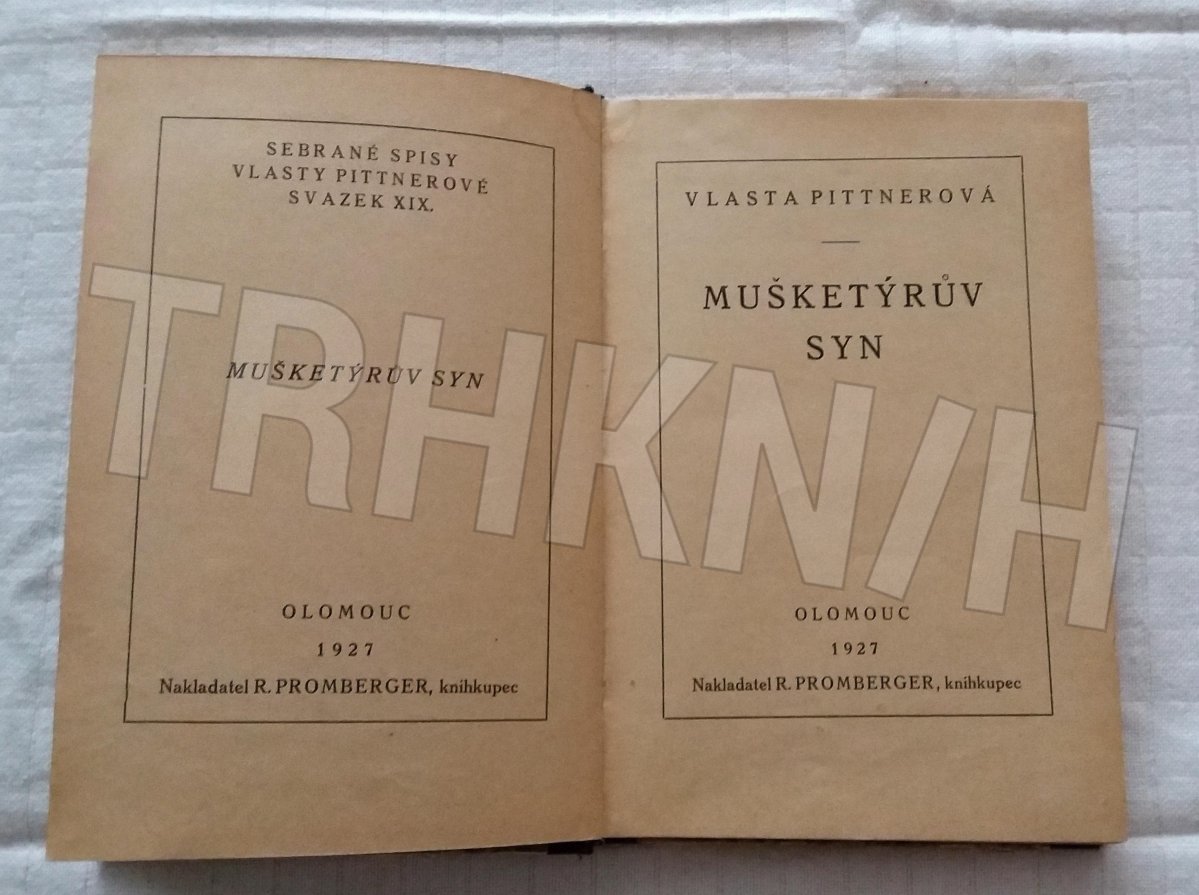 SEBRANÉ SPISY
VLASTY PITTNEROVÉ
SVAZEK XIX.
MUŠKETÝRŮV SYN
OLOMOUC
1927
Nakladatel R. PROMBERGER, knihkupec
VLASTA PITTNEROVÁ
MUŠKETÝRŮV
SYN
OLOMOUC
1927
Nakladatel R. PROMBERGER, knihkupec
TRHKNIH